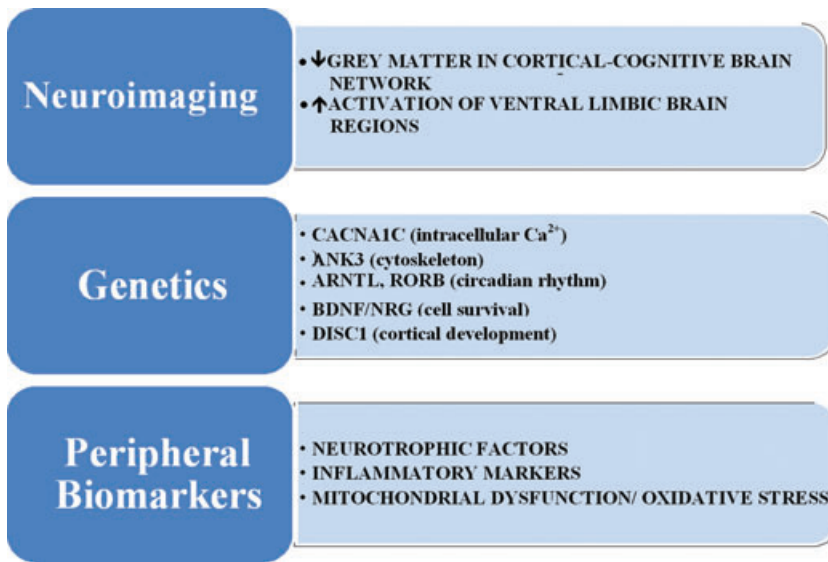 Neuroimaging
•↓GREY MATTER IN CORTICAL-COGNITIVE BRAIN
NETWORK
•↑ACTIVATION OF VENTRAL LIMBIC BRAIN
REGIONS
Genetics
• CACNA1C (intracellular Ca²⁺)
• ANK3 (cytoskeleton)
• ARNTL, RORB (circadian rhythm)
• BDNF/NRG (cell survival)
• DISC1 (cortical development)
Peripheral
Biomarkers
• NEUROTROPHIC FACTORS
• INFLAMMATORY MARKERS
• MITOCHONDRIAL DYSFUNCTION/ OXIDATIVE STRESS